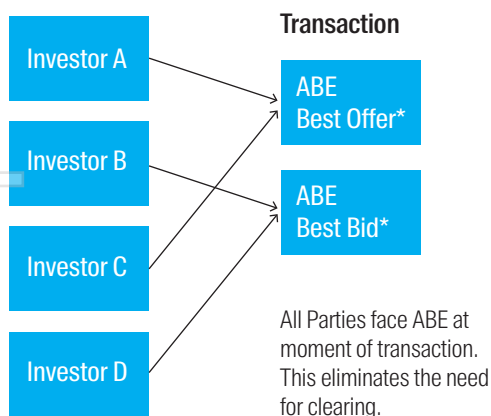 Transaction
Investor A
ABE
Best Offer*
Investor B
ABE
Best Bid*
Investor C
Investor D
All Parties face ABE at
moment of transaction.
This eliminates the need
for clearing.